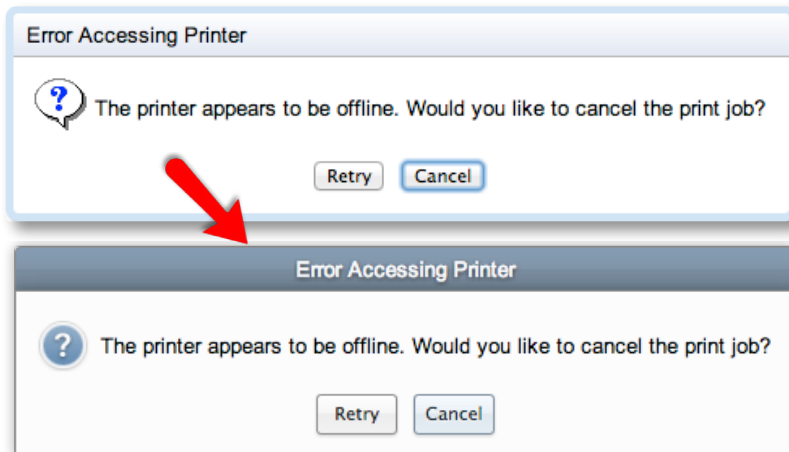 Error Accessing Printer
? The printer appears to be offline. Would you like to cancel the print job?
Retry Cancel
Error Accessing Printer
? The printer appears to be offline. Would you like to cancel the print job?
Retry Cancel